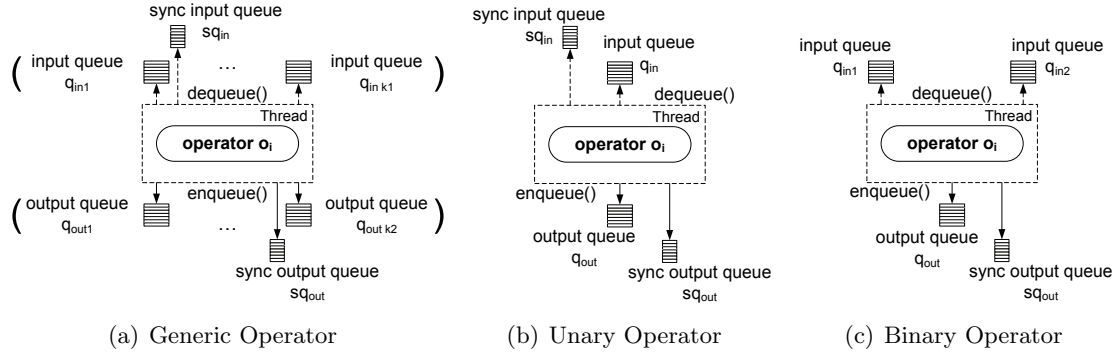 sync input queue
sq_in
( input queue
q_in1
...
input queue )
q_in k1
dequeue()
Thread
operator o_i
enqueue()
( output queue
q_out1
...
output queue )
q_out k2
sync output queue
sq_out
(a) Generic Operator
sync input queue
sq_in
input queue
q_in
dequeue()
Thread
operator o_i
enqueue()
output queue
q_out
sync output queue
sq_out
(b) Unary Operator
input queue
q_in1
input queue
q_in2
dequeue()
Thread
operator o_i
enqueue()
output queue
q_out
sync output queue
sq_out
(c) Binary Operator